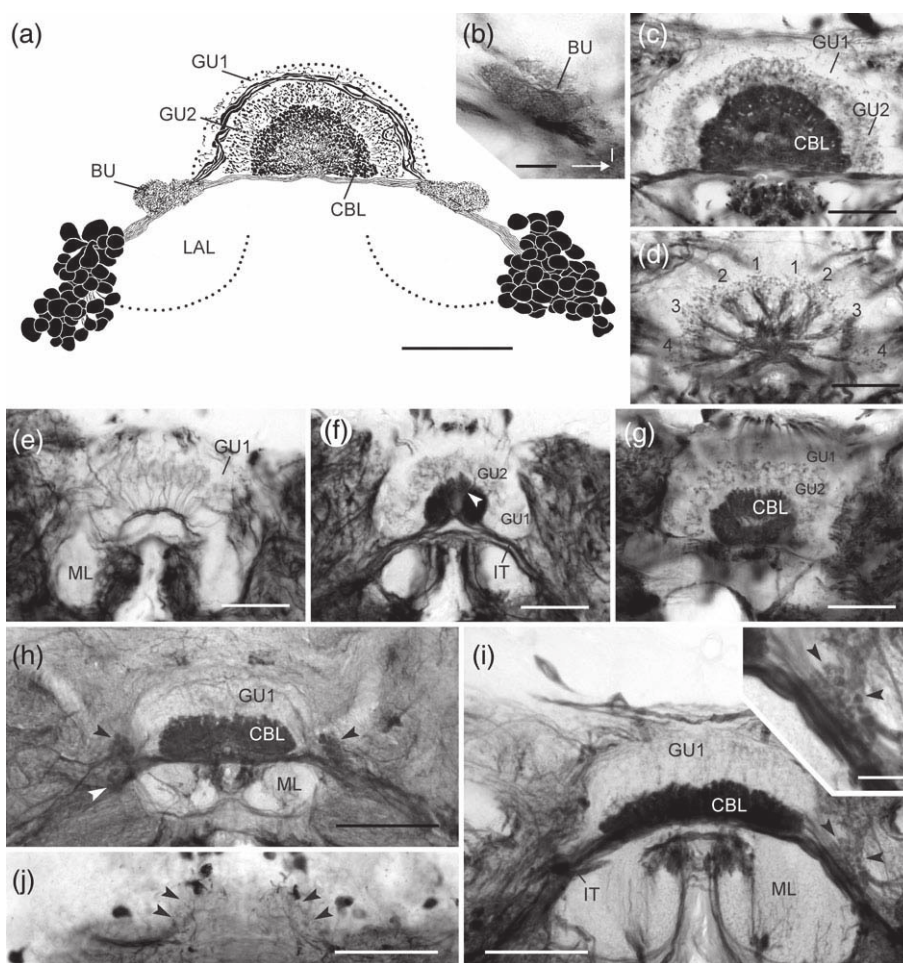 (a)
GU1
GU2
BU
CBL
LAL
(b)
BU
l
(c)
GU1
GU2
CBL
(d)
1 1
2 2
3 3
4 4
(e)
GU1
ML
(f)
GU2
GU1
IT
(g)
GU1
GU2
CBL
(h)
GU1
CBL
ML
(i)
GU1
CBL
IT
ML
(j)